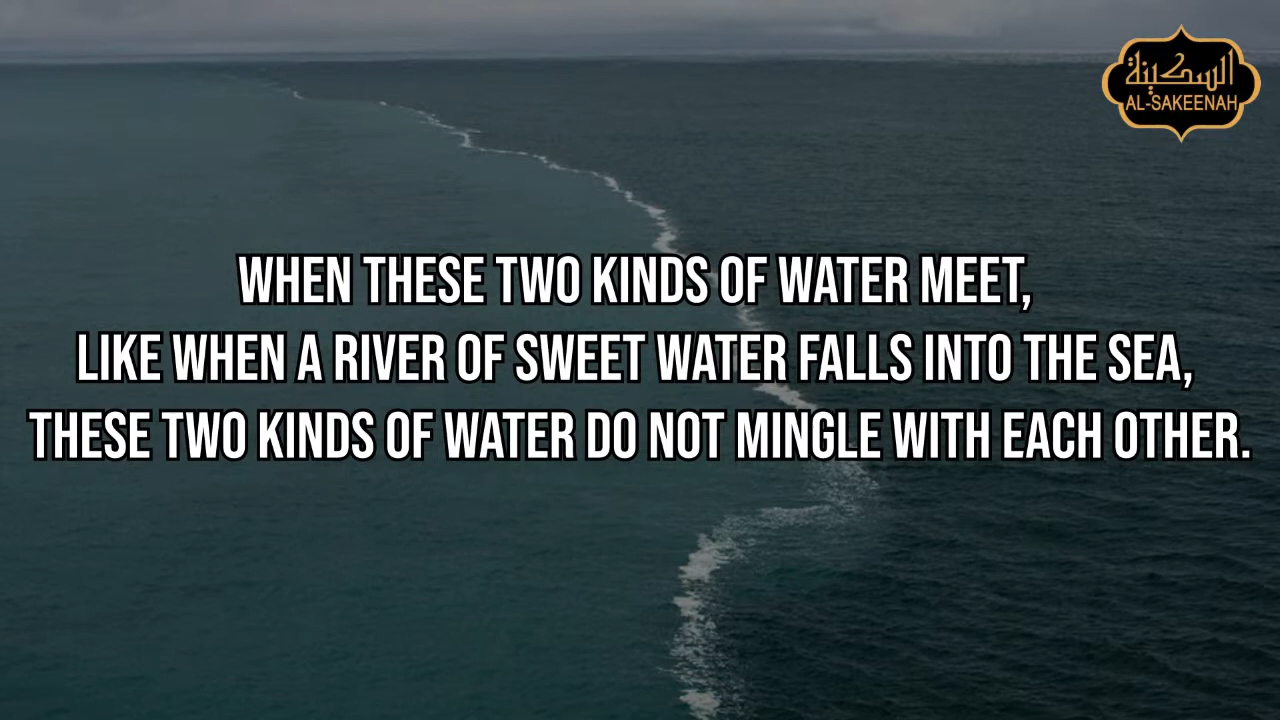 السكينة
AL-SAKEENAH
WHEN THESE TWO KINDS OF WATER MEET,
LIKE WHEN A RIVER OF SWEET WATER FALLS INTO THE SEA,
THESE TWO KINDS OF WATER DO NOT MINGLE WITH EACH OTHER.